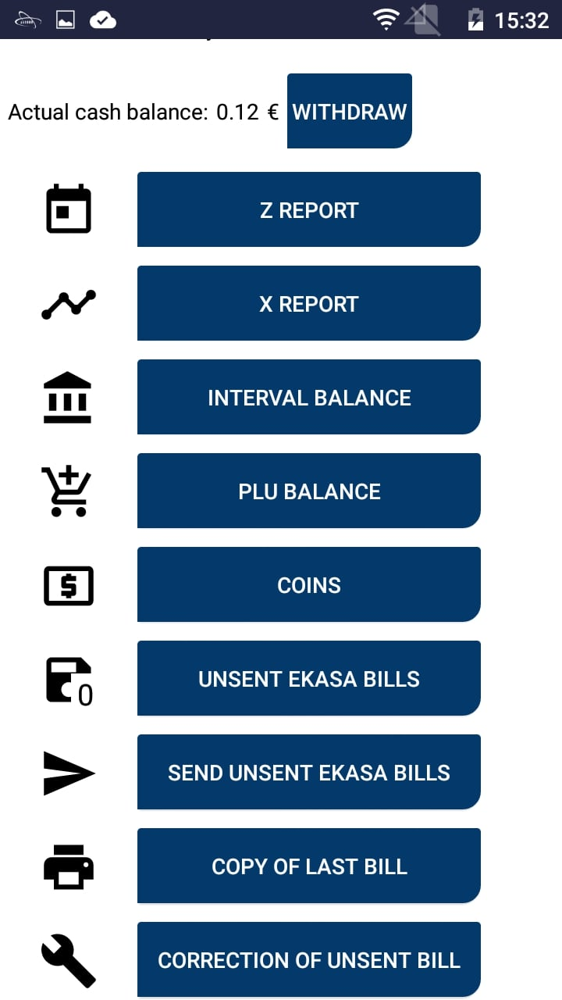 15:32
Actual cash balance: 0.12 € WITHDRAW
Z REPORT
X REPORT
INTERVAL BALANCE
PLU BALANCE
$
COINS
UNSENT EKASA BILLS
0
SEND UNSENT EKASA BILLS
COPY OF LAST BILL
CORRECTION OF UNSENT BILL